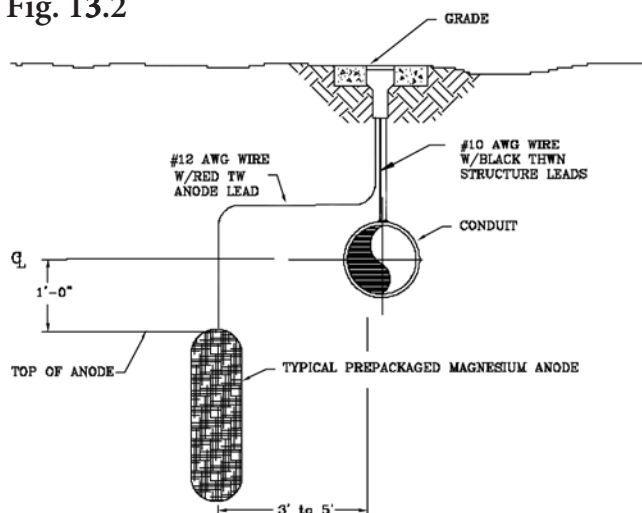 Fig. 13.2
GRADE
#12 AWG WIRE
W/RED TW
ANODE LEAD
#10 AWG WIRE
W/BLACK THWN
STRUCTURE LEADS
CONDUIT
℄
1'-0"
TOP OF ANODE
TYPICAL PREPACKAGED MAGNESIUM ANODE
3' to 5'